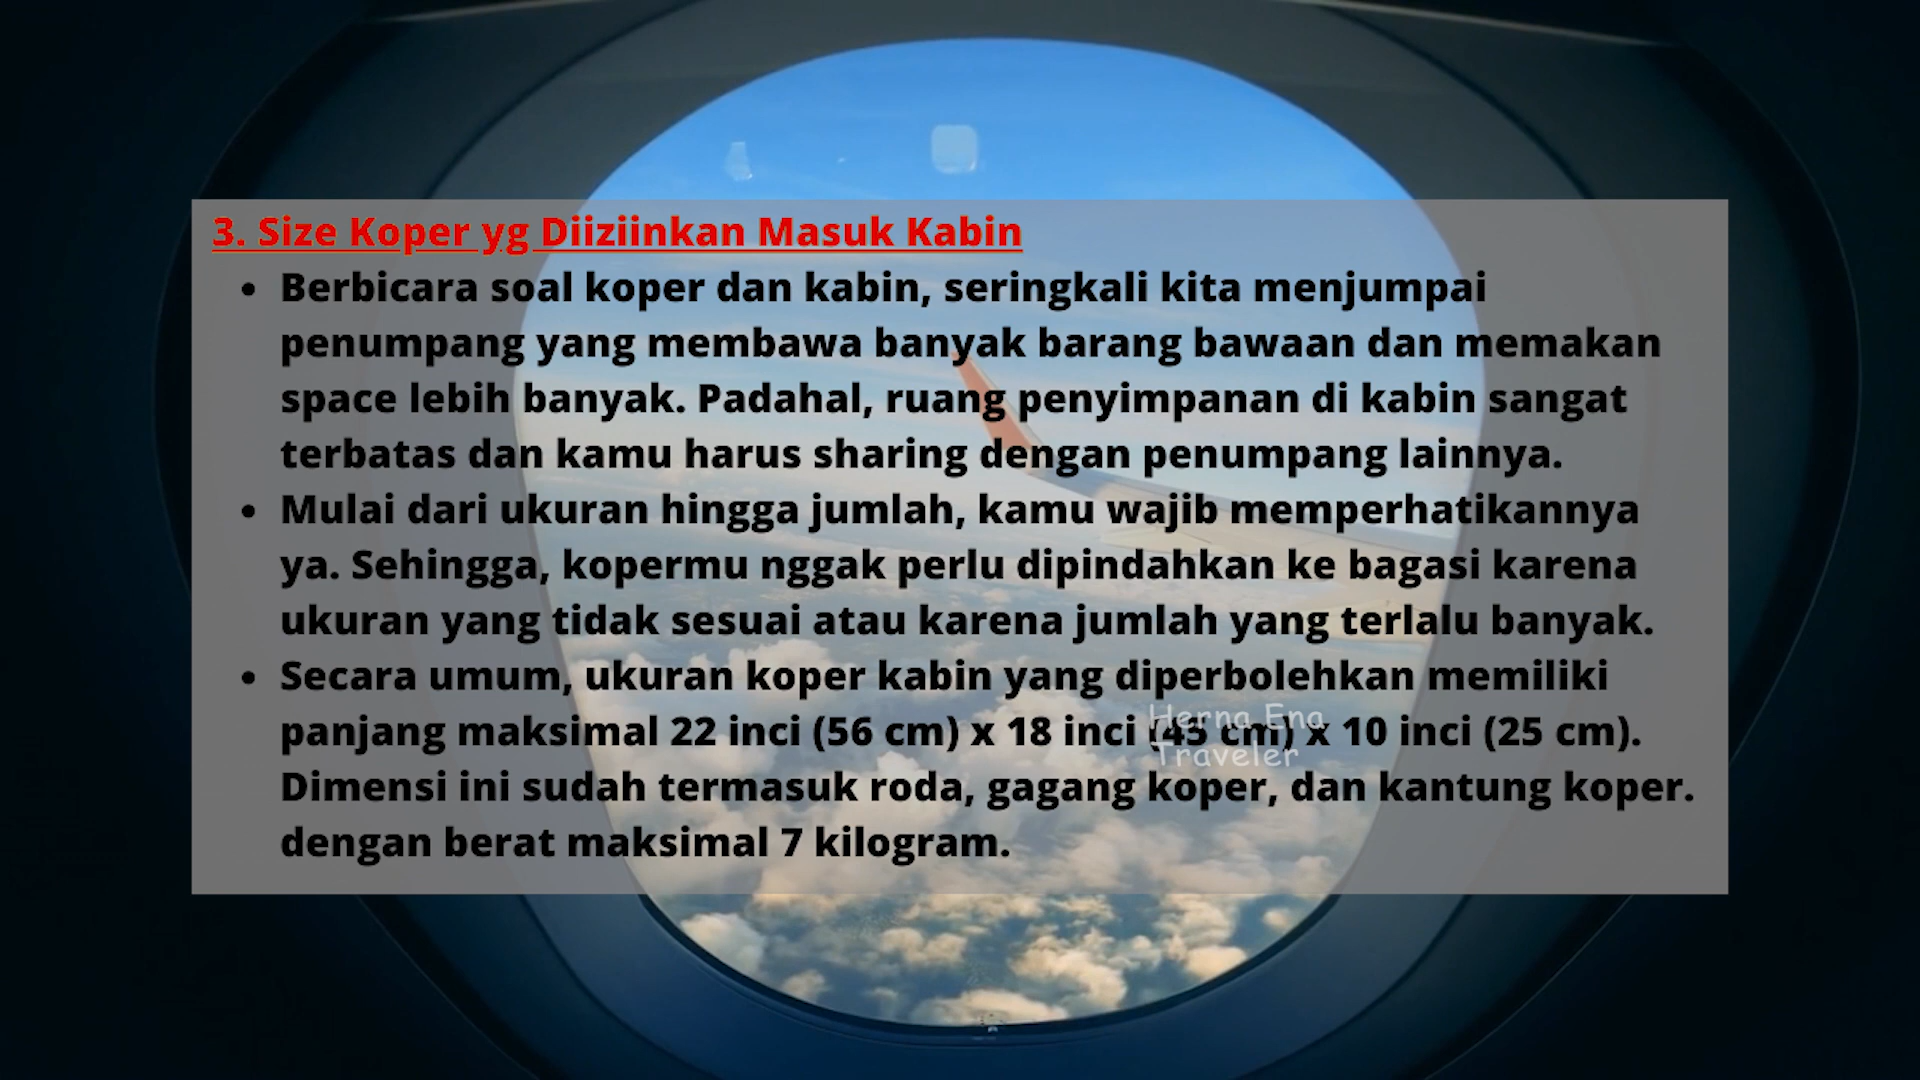 3. Size Koper yg Diiziinkan Masuk Kabin
• Berbicara soal koper dan kabin, seringkali kita menjumpai
penumpang yang membawa banyak barang bawaan dan memakan
space lebih banyak. Padahal, ruang penyimpanan di kabin sangat
terbatas dan kamu harus sharing dengan penumpang lainnya.
• Mulai dari ukuran hingga jumlah, kamu wajib memperhatikannya
ya. Sehingga, kopermu nggak perlu dipindahkan ke bagasi karena
ukuran yang tidak sesuai atau karena jumlah yang terlalu banyak.
• Secara umum, ukuran koper kabin yang diperbolehkan memiliki
panjang maksimal 22 inci (56 cm) x 18 inci (45 cm) x 10 inci (25 cm).
Herna Ena
Traveler
Dimensi ini sudah termasuk roda, gagang koper, dan kantung koper.
dengan berat maksimal 7 kilogram.